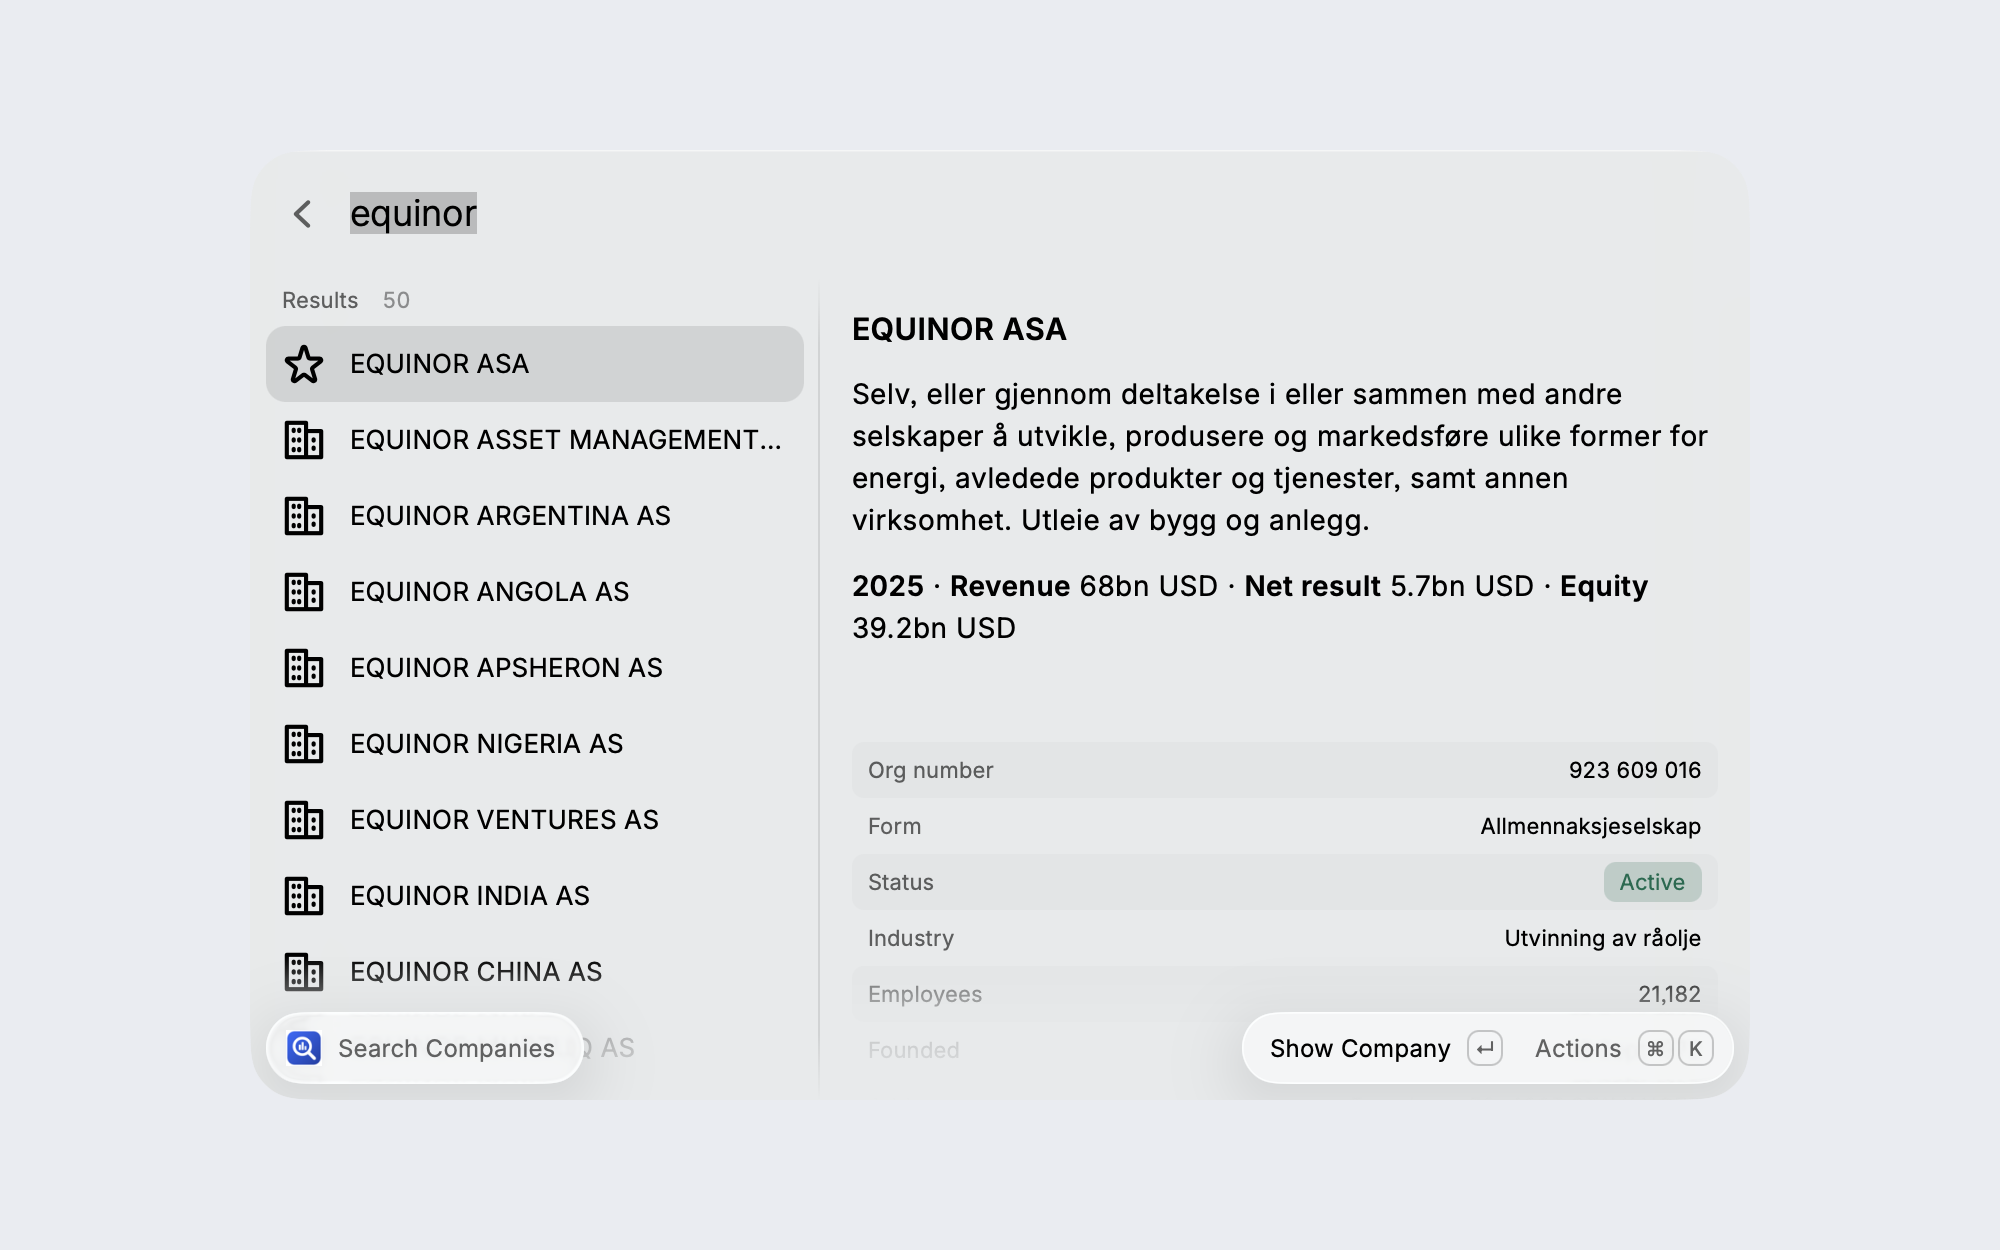 equinor
Results 50
EQUINOR ASA
EQUINOR ASSET MANAGEMENT...
EQUINOR ARGENTINA AS
EQUINOR ANGOLA AS
EQUINOR APSHERON AS
EQUINOR NIGERIA AS
EQUINOR VENTURES AS
EQUINOR INDIA AS
EQUINOR CHINA AS
AS
Search Companies
EQUINOR ASA
Selv, eller gjennom deltakelse i eller sammen med andre
selskaper å utvikle, produsere og markedsføre ulike former for
energi, avledede produkter og tjenester, samt annen
virksomhet. Utleie av bygg og anlegg.
2025 · Revenue 68bn USD · Net result 5.7bn USD · Equity
39.2bn USD
Org number 923 609 016
Form Allmennaksjeselskap
Status Active
Industry Utvinning av råolje
Employees 21,182
Founded
Show Company ↵ Actions ⌘ K